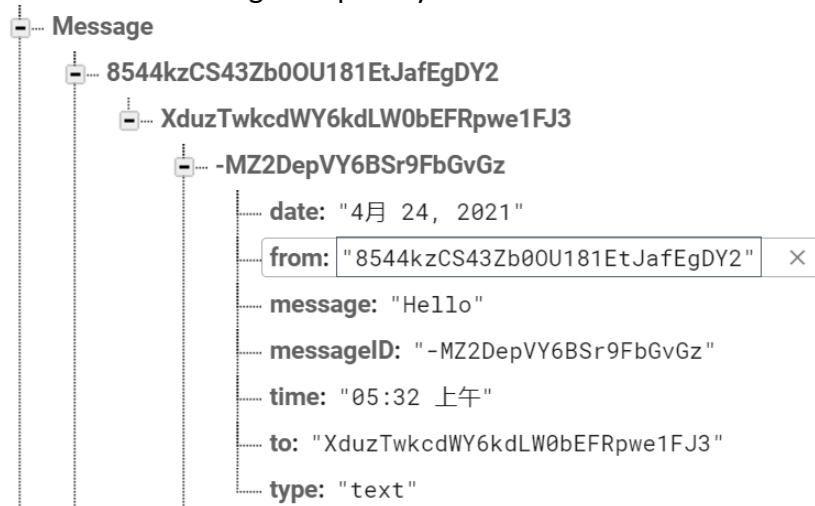 Message
8544kzCS43Zb0OU181EtJafEgDY2
XduzTwkcdWY6kdLW0bEFRpwe1FJ3
-MZ2DepVY6BSr9FbGvGz
date: "4月 24, 2021"
from: "8544kzCS43Zb0OU181EtJafEgDY2" ×
message: "Hello"
messageID: "-MZ2DepVY6BSr9FbGvGz"
time: "05:32 上午"
to: "XduzTwkcdWY6kdLW0bEFRpwe1FJ3"
type: "text"